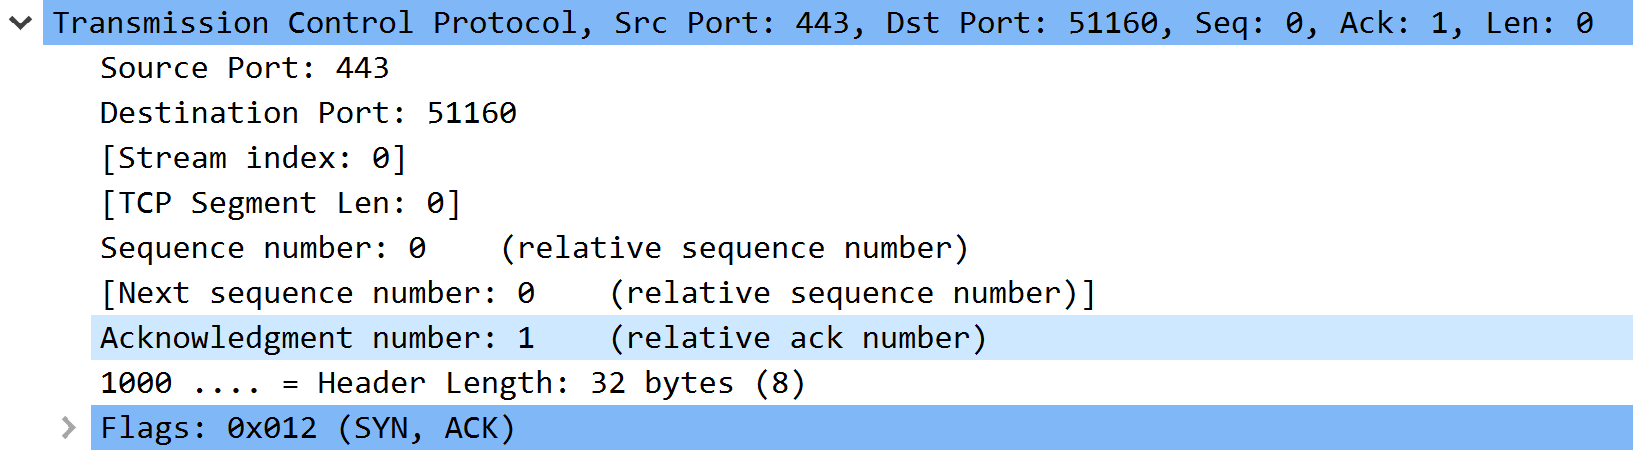 Transmission Control Protocol, Src Port: 443, Dst Port: 51160, Seq: 0, Ack: 1, Len: 0
Source Port: 443
Destination Port: 51160
[Stream index: 0]
[TCP Segment Len: 0]
Sequence number: 0    (relative sequence number)
[Next sequence number: 0    (relative sequence number)]
Acknowledgment number: 1    (relative ack number)
1000 .... = Header Length: 32 bytes (8)
Flags: 0x012 (SYN, ACK)